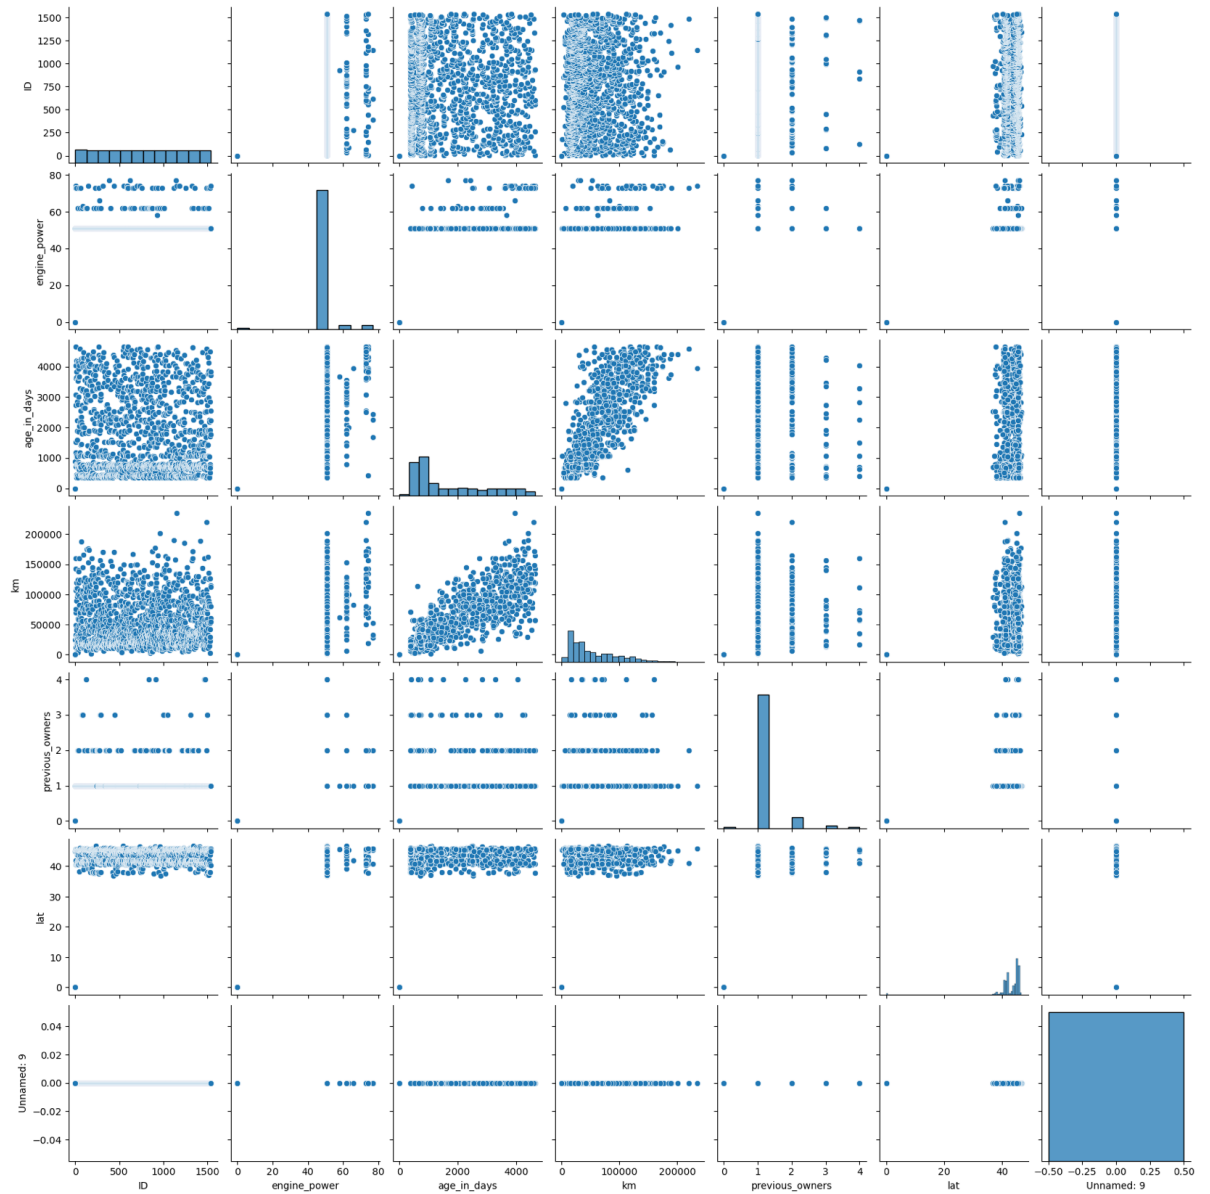 1500
1250
1000
750
500
250
0
ID
80
60
40
20
0
engine_power
4000
3000
2000
1000
0
age_in_days
200000
150000
100000
50000
0
km
4
3
2
1
0
previous_owners
40
30
20
10
0
lat
0.04
0.02
0.00
−0.02
−0.04
Unnamed: 9
0 500 1000 1500
0 20 40 60 80
0 2000 4000
0 100000 200000
0 1 2 3 4
0 20 40
−0.50 −0.25 0.00 0.25 0.50
ID engine_power age_in_days km previous_owners lat Unnamed: 9